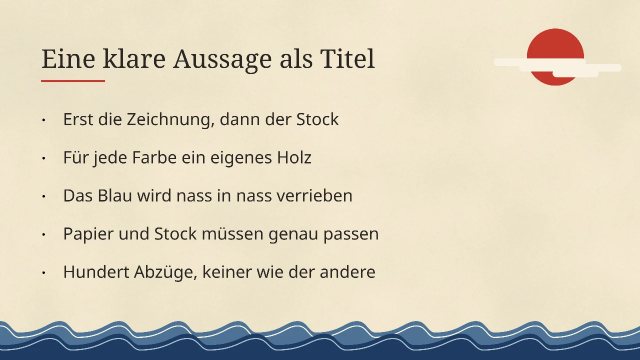 Eine klare Aussage als Titel
· Erst die Zeichnung, dann der Stock
· Für jede Farbe ein eigenes Holz
· Das Blau wird nass in nass verrieben
· Papier und Stock müssen genau passen
· Hundert Abzüge, keiner wie der andere